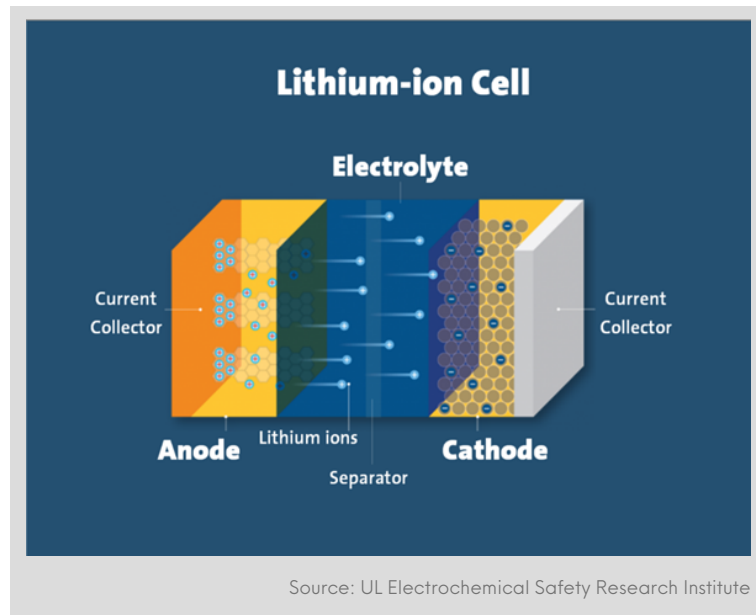 Lithium-ion Cell
Electrolyte
Current
Collector
Current
Collector
Anode
Lithium ions
Cathode
Separator
Source: UL Electrochemical Safety Research Institute